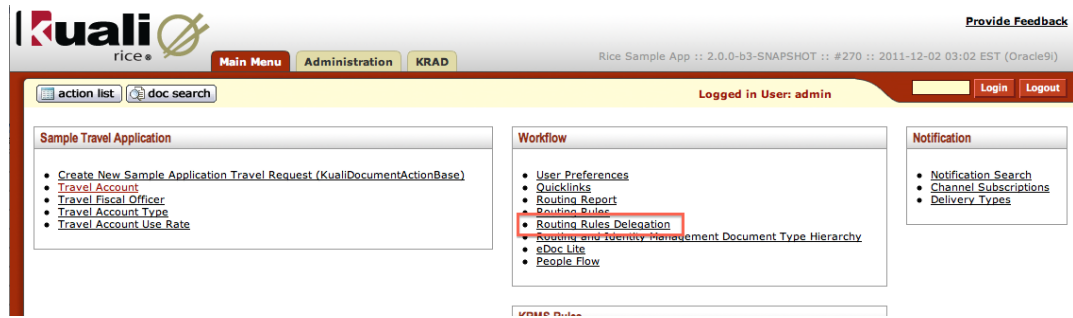 Kuali
rice
Provide Feedback
Main Menu Administration KRAD
Rice Sample App :: 2.0.0-b3-SNAPSHOT :: #270 :: 2011-12-02 03:02 EST (Oracle9i)
action list doc search
Logged in User: admin
Login Logout
Sample Travel Application
Create New Sample Application Travel Request (KualiDocumentActionBase)
Travel Account
Travel Fiscal Officer
Travel Account Type
Travel Account Use Rate
Workflow
User Preferences
Quicklinks
Routing Report
Routing Rules
Routing Rules Delegation
Routing and Identity Management Document Type Hierarchy
eDoc Lite
People Flow
Notification
Notification Search
Channel Subscriptions
Delivery Types
KRMS Rules